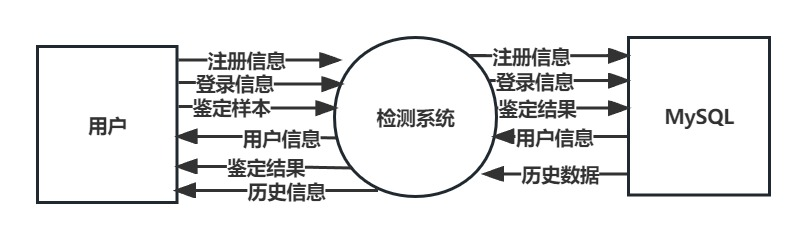 用户
注册信息
登录信息
鉴定样本
用户信息
鉴定结果
历史信息
检测系统
注册信息
登录信息
鉴定结果
用户信息
历史数据
MySQL